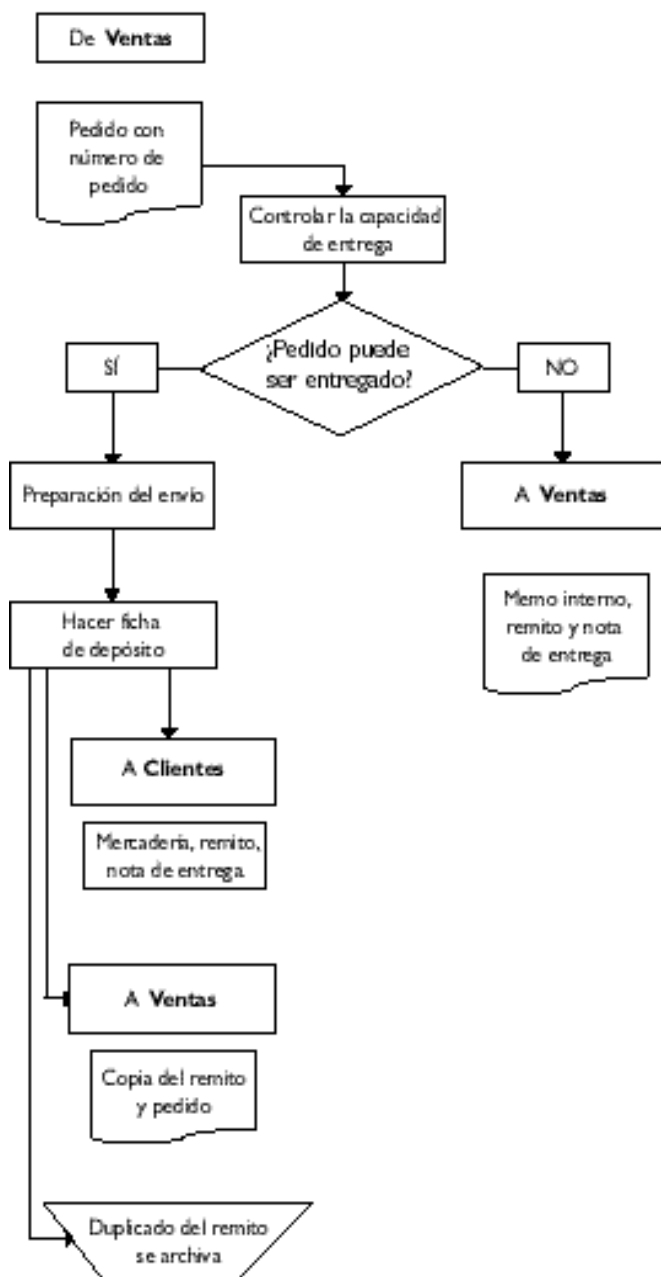 De Ventas
Pedido con
número de
pedido
Controlar la capacidad
de entrega
¿Pedido puede
ser entregado?
SÍ
NO
Preparación del envío
A Ventas
Hacer ficha
de depósito
Memo interno,
remito y nota
de entrega
A Clientes
Mercadería, remito,
nota de entrega
A Ventas
Copia del remito
y pedido
Duplicado del remito
se archiva